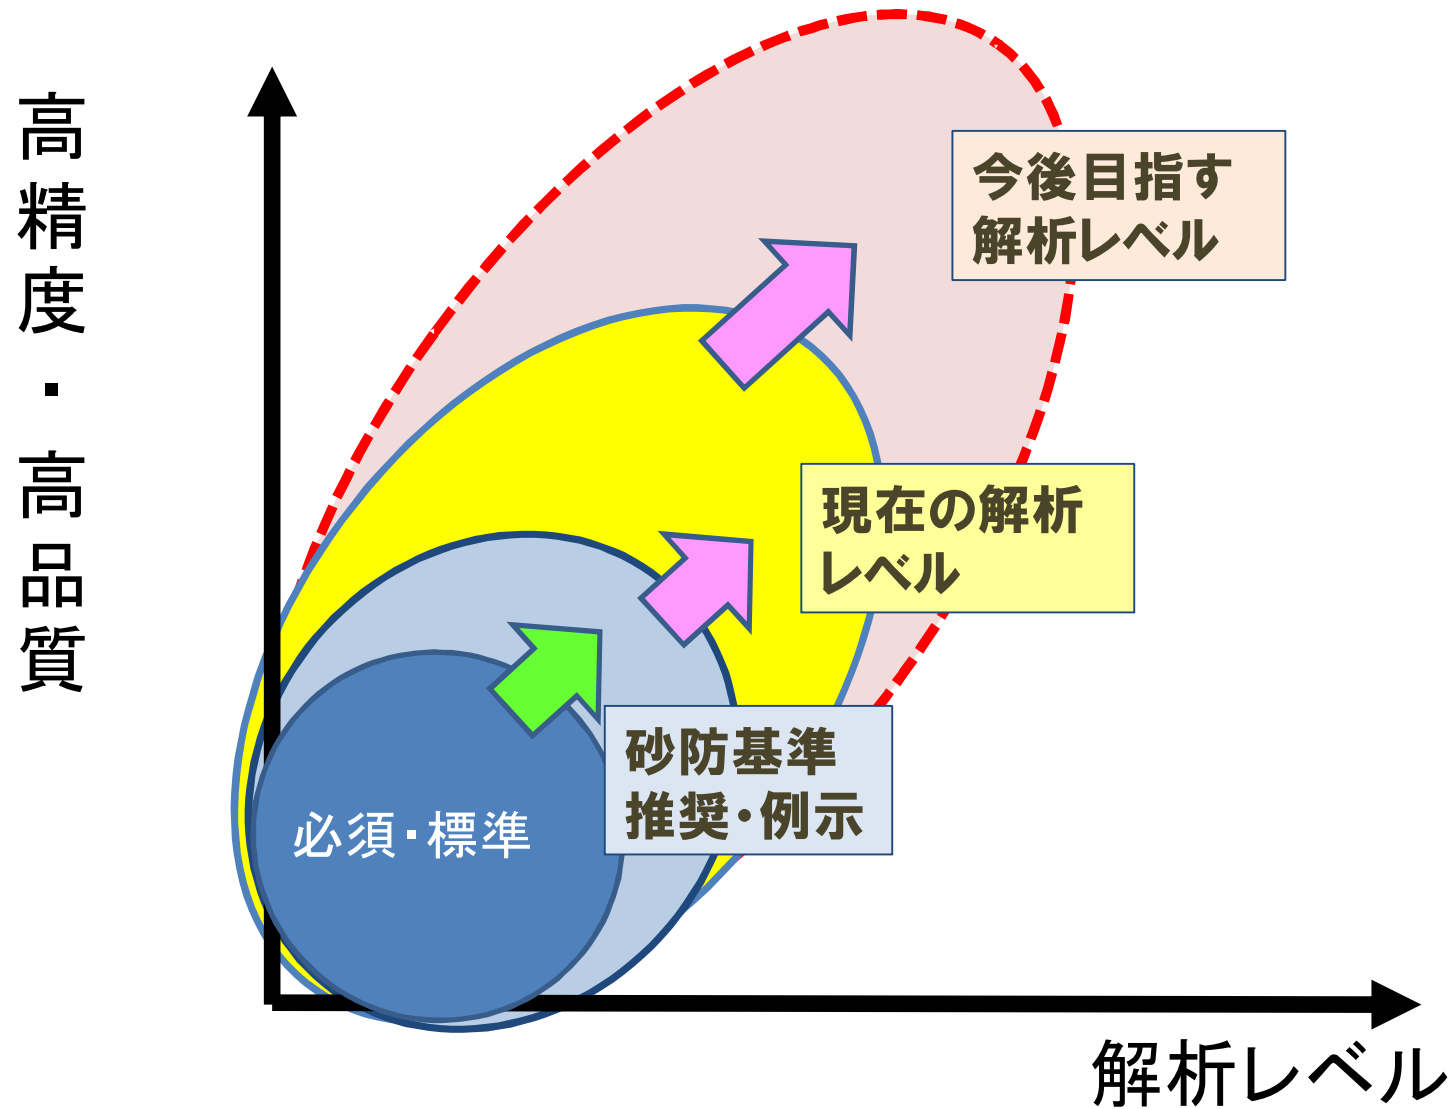 高精度・高品質
今後目指す
解析レベル
現在の解析
レベル
砂防基準
推奨・例示
必須・標準
解析レベル